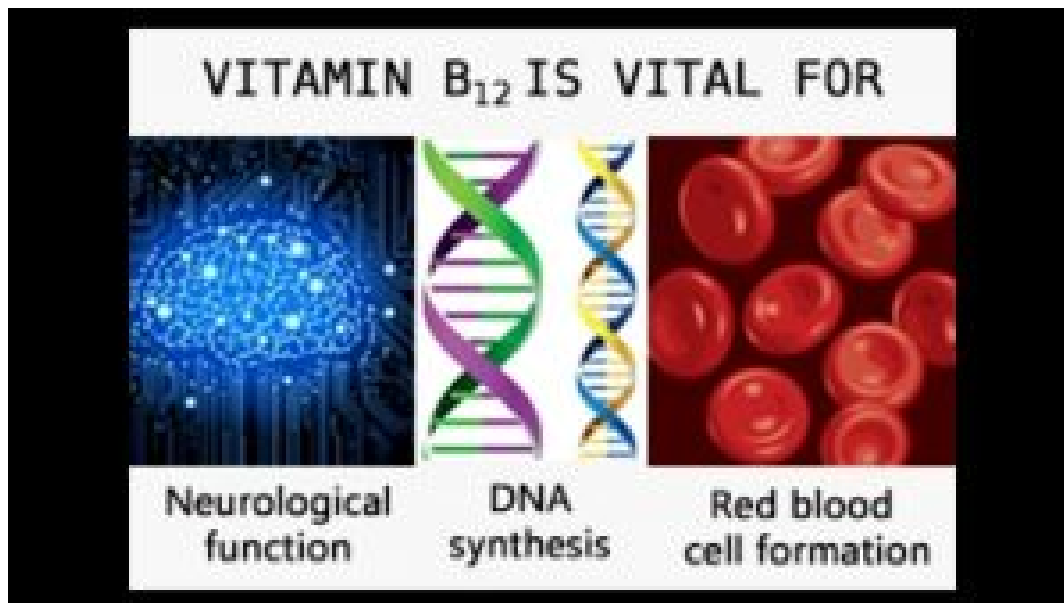 VITAMIN B₁₂ IS VITAL FOR
Neurological
function
DNA
synthesis
Red blood
cell formation